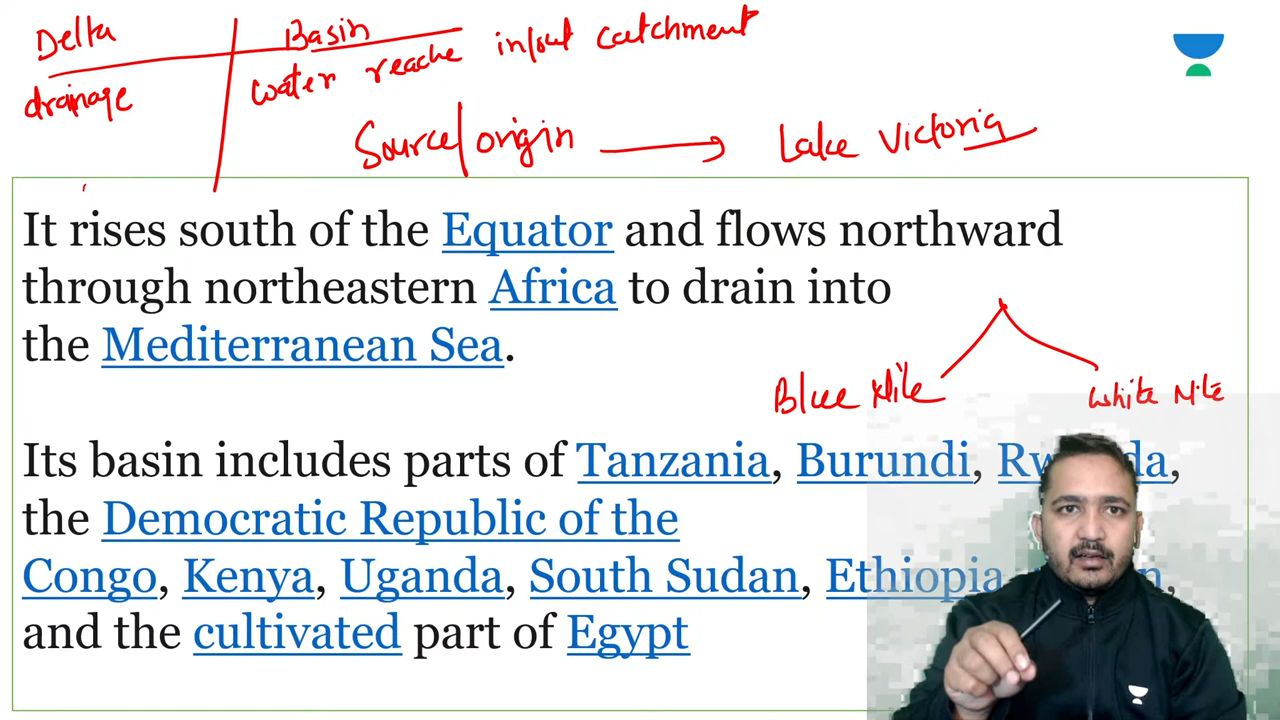 Delta Basin
drainage water reache in/out catchment
Source/origin → Lake Victoria
It rises south of the Equator and flows northward
through northeastern Africa to drain into
the Mediterranean Sea.
Blue Nile White Nile
Its basin includes parts of Tanzania, Burundi,
the Democratic Republic of the
Congo, Kenya, Uganda, South Sudan, Ethiopia
and the cultivated part of Egypt